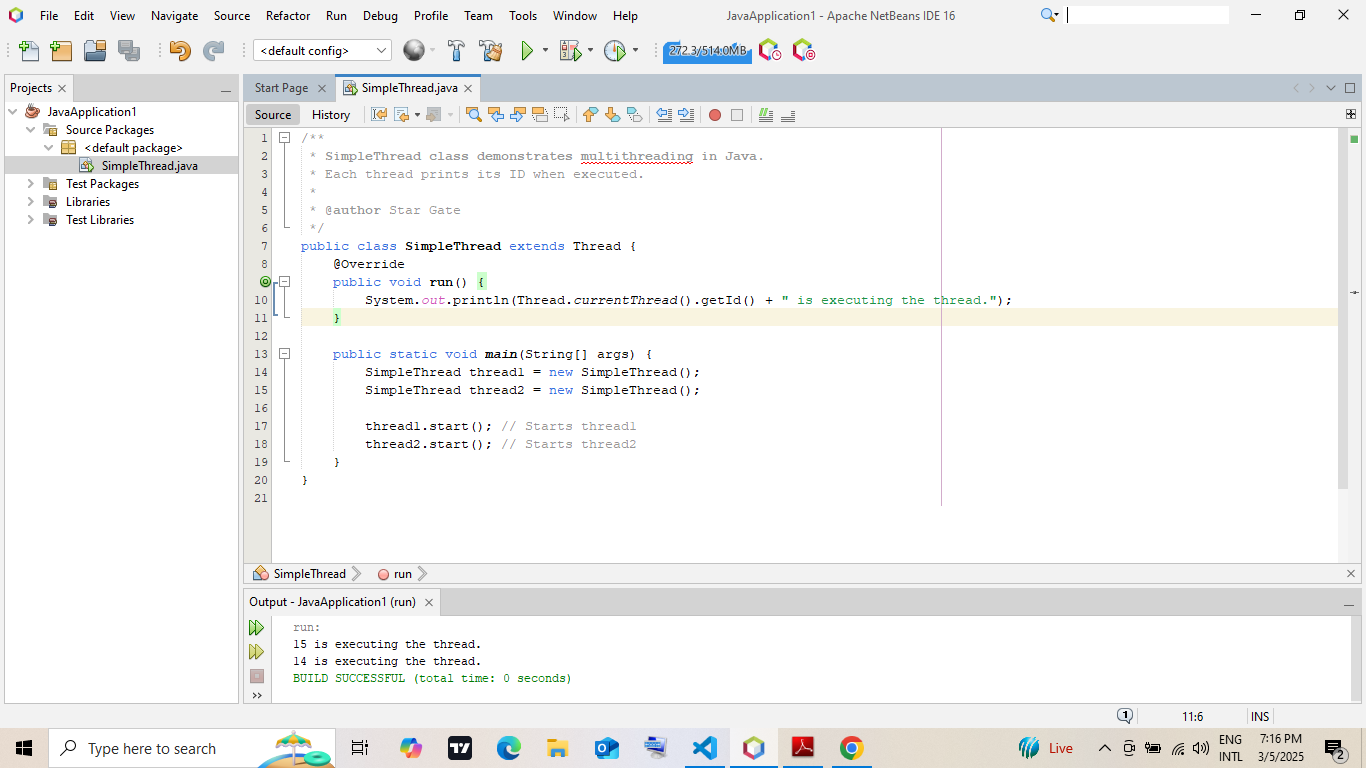 File Edit View Navigate Source Refactor Run Debug Profile Team Tools Window Help
JavaApplication1 - Apache NetBeans IDE 16
<default config>
272.3/514.0MB
Projects
JavaApplication1
Source Packages
<default package>
SimpleThread.java
Test Packages
Libraries
Test Libraries
Start Page SimpleThread.java
Source History
1 /**
2 * SimpleThread class demonstrates multithreading in Java.
3 * Each thread prints its ID when executed.
4 *
5 * @author Star Gate
6 */
7 public class SimpleThread extends Thread {
8 @Override
public void run() {
10 System.out.println(Thread.currentThread().getId() + " is executing the thread.");
11 }
12
13 public static void main(String[] args) {
14 SimpleThread thread1 = new SimpleThread();
15 SimpleThread thread2 = new SimpleThread();
16
17 thread1.start(); // Starts thread1
18 thread2.start(); // Starts thread2
19 }
20 }
21
SimpleThread run
Output - JavaApplication1 (run)
run:
15 is executing the thread.
14 is executing the thread.
BUILD SUCCESSFUL (total time: 0 seconds)
1 11:6 INS
Type here to search
Live
ENG
INTL
7:16 PM
3/5/2025
2